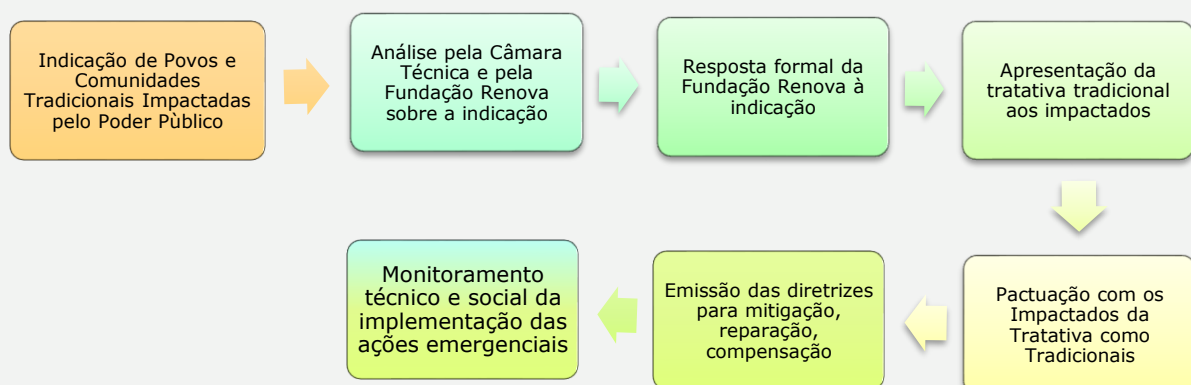 Indicação de Povos e
Comunidades
Tradicionais Impactadas
pelo Poder Pùblico
Análise pela Câmara
Técnica e pela
Fundação Renova
sobre a indicação
Resposta formal da
Fundação Renova à
indicação
Apresentação da
tratativa tradicional
aos impactados
Pactuação com os
Impactados da
Tratativa como
Tradicionais
Emissão das diretrizes
para mitigação,
reparação,
compensação
Monitoramento
técnico e social da
implementação das
ações emergenciais